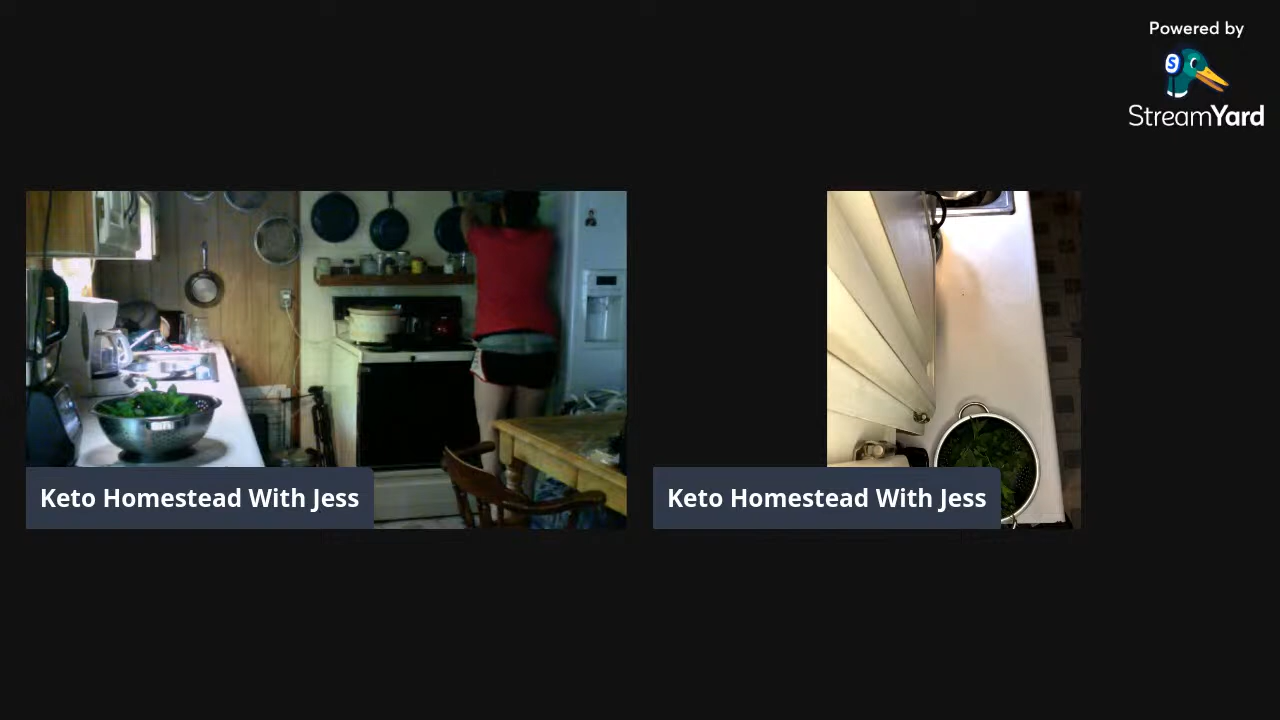 Powered by
S
StreamYard
Keto Homestead With Jess
Keto Homestead With Jess